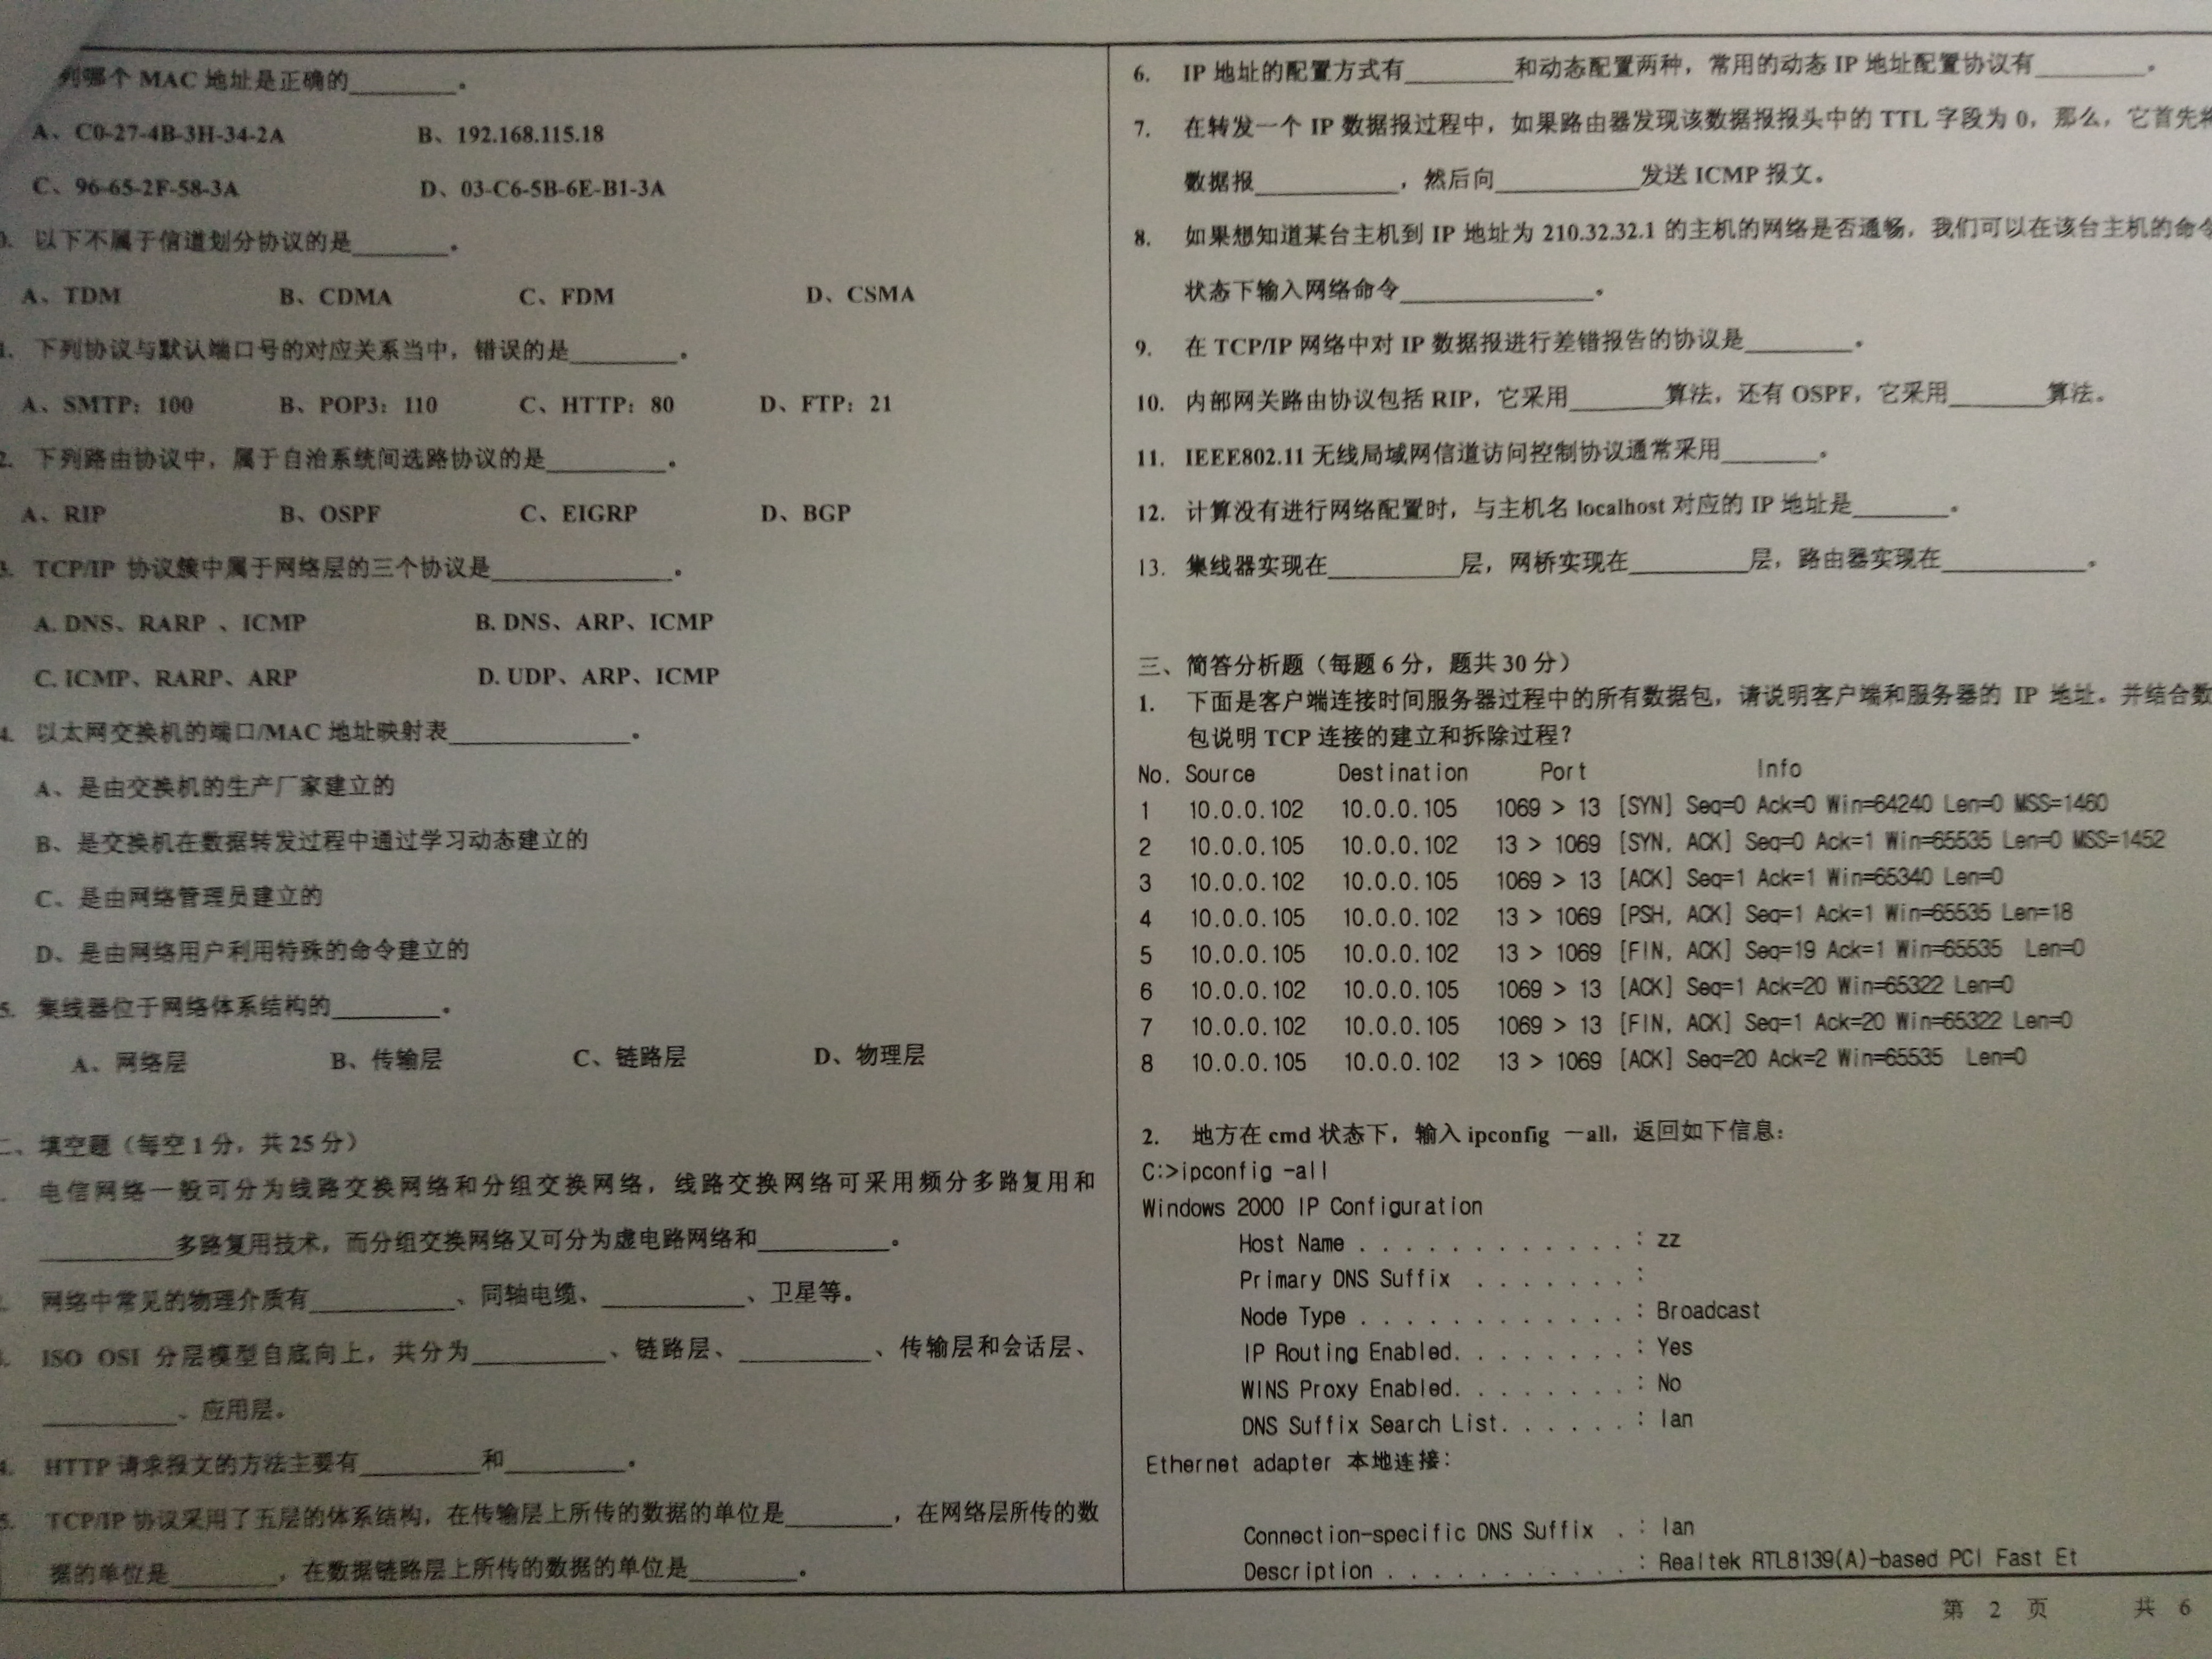 列哪个 MAC 地址是正确的________。
A、C0-27-4B-3H-34-2A B、192.168.115.18
C、96-65-2F-58-3A D、03-C6-5B-6E-B1-3A
以下不属于信道划分协议的是________。
A、TDM B、CDMA C、FDM D、CSMA
下列协议与默认端口号的对应关系当中，错误的是________。
A、SMTP：100 B、POP3：110 C、HTTP：80 D、FTP：21
2. 下列路由协议中，属于自治系统间选路协议的是________。
A、RIP B、OSPF C、EIGRP D、BGP
3. TCP/IP 协议簇中属于网络层的三个协议是________。
A. DNS、RARP 、ICMP B. DNS、ARP、ICMP
C. ICMP、RARP、ARP D. UDP、ARP、ICMP
4. 以太网交换机的端口/MAC 地址映射表________。
A、是由交换机的生产厂家建立的
B、是交换机在数据转发过程中通过学习动态建立的
C、是由网络管理员建立的
D、是由网络用户利用特殊的命令建立的
5. 集线器位于网络体系结构的________。
A、网络层 B、传输层 C、链路层 D、物理层
二、填空题（每空 1 分，共 25 分）
电信网络一般可分为线路交换网络和分组交换网络，线路交换网络可采用频分多路复用和
________多路复用技术，而分组交换网络又可分为虚电路网络和________。
网络中常见的物理介质有________、同轴电缆、________、卫星等。
ISO OSI 分层模型自底向上，共分为________、链路层、________、传输层和会话层、
________、应用层。
4. HTTP 请求报文的方法主要有________和________。
5. TCP/IP 协议采用了五层的体系结构，在传输层上所传的数据的单位是________，在网络层所传的数
据的单位是________，在数据链路层上所传的数据的单位是________。
6. IP 地址的配置方式有________和动态配置两种，常用的动态 IP 地址配置协议有________。
7. 在转发一个 IP 数据报过程中，如果路由器发现该数据报报头中的 TTL 字段为 0，那么，它首先将
数据报________，然后向________发送 ICMP 报文。
8. 如果想知道某台主机到 IP 地址为 210.32.32.1 的主机的网络是否通畅，我们可以在该台主机的命令
状态下输入网络命令________。
9. 在 TCP/IP 网络中对 IP 数据报进行差错报告的协议是________。
10. 内部网关路由协议包括 RIP，它采用________算法，还有 OSPF，它采用________算法。
11. IEEE802.11 无线局域网信道访问控制协议通常采用________。
12. 计算没有进行网络配置时，与主机名 localhost 对应的 IP 地址是________。
13. 集线器实现在________层，网桥实现在________层，路由器实现在________。
三、简答分析题（每题 6 分，题共 30 分）
1. 下面是客户端连接时间服务器过程中的所有数据包，请说明客户端和服务器的 IP 地址。并结合数
包说明 TCP 连接的建立和拆除过程？
No. Source Destination Port Info
1 10.0.0.102 10.0.0.105 1069 > 13 [SYN] Seq=0 Ack=0 Win=64240 Len=0 MSS=1460
2 10.0.0.105 10.0.0.102 13 > 1069 [SYN, ACK] Seq=0 Ack=1 Win=65535 Len=0 MSS=1452
3 10.0.0.102 10.0.0.105 1069 > 13 [ACK] Seq=1 Ack=1 Win=65340 Len=0
4 10.0.0.105 10.0.0.102 13 > 1069 [PSH, ACK] Seq=1 Ack=1 Win=65535 Len=18
5 10.0.0.105 10.0.0.102 13 > 1069 [FIN, ACK] Seq=19 Ack=1 Win=65535 Len=0
6 10.0.0.102 10.0.0.105 1069 > 13 [ACK] Seq=1 Ack=20 Win=65322 Len=0
7 10.0.0.102 10.0.0.105 1069 > 13 [FIN, ACK] Seq=1 Ack=20 Win=65322 Len=0
8 10.0.0.105 10.0.0.102 13 > 1069 [ACK] Seq=20 Ack=2 Win=65535 Len=0
2. 地方在 cmd 状态下，输入 ipconfig －all，返回如下信息：
C:>ipconfig -all
Windows 2000 IP Configuration
Host Name . . . . . . . . . . . . : zz
Primary DNS Suffix . . . . . . . :
Node Type . . . . . . . . . . . . : Broadcast
IP Routing Enabled. . . . . . . . : Yes
WINS Proxy Enabled. . . . . . . . : No
DNS Suffix Search List. . . . . . : lan
Ethernet adapter 本地连接:
Connection-specific DNS Suffix . : lan
Description . . . . . . . . . . . : Realtek RTL8139(A)-based PCI Fast Et
第 2 页 共 6